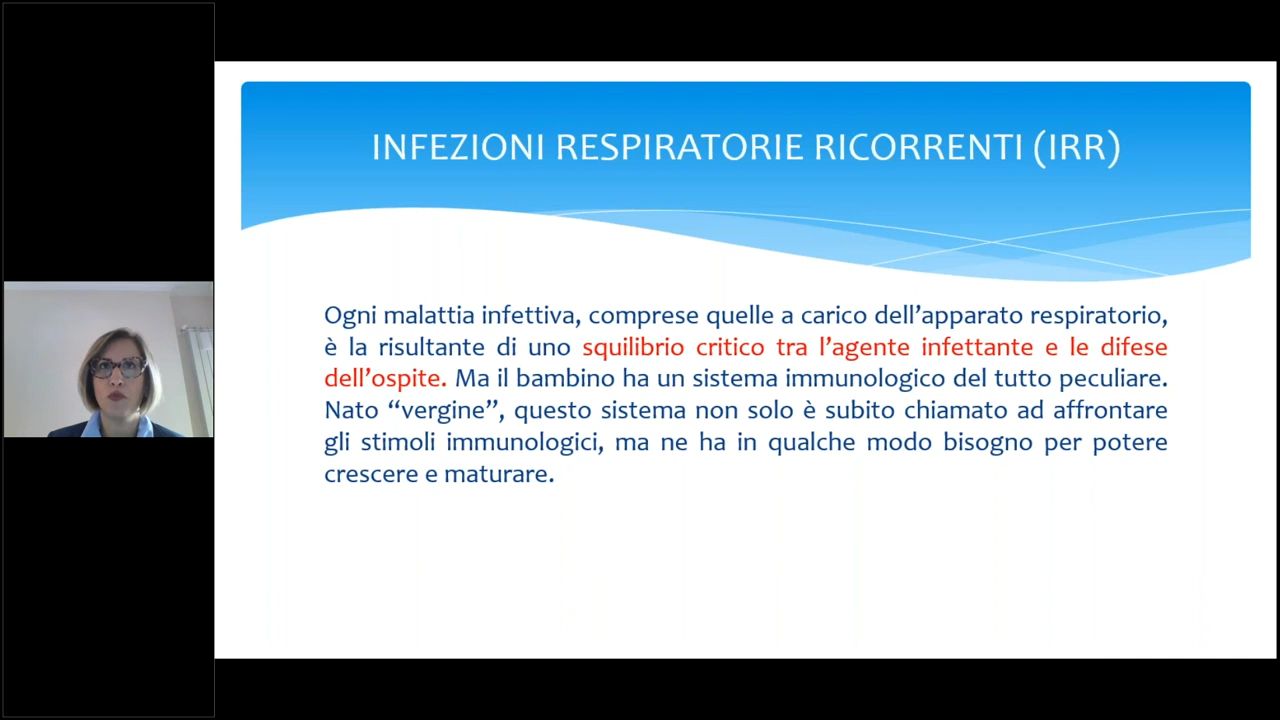 INFEZIONI RESPIRATORIE RICORRENTI (IRR)
Ogni malattia infettiva, comprese quelle a carico dell’apparato respiratorio,
è la risultante di uno squilibrio critico tra l’agente infettante e le difese
dell’ospite. Ma il bambino ha un sistema immunologico del tutto peculiare.
Nato “vergine”, questo sistema non solo è subito chiamato ad affrontare
gli stimoli immunologici, ma ne ha in qualche modo bisogno per potere
crescere e maturare.